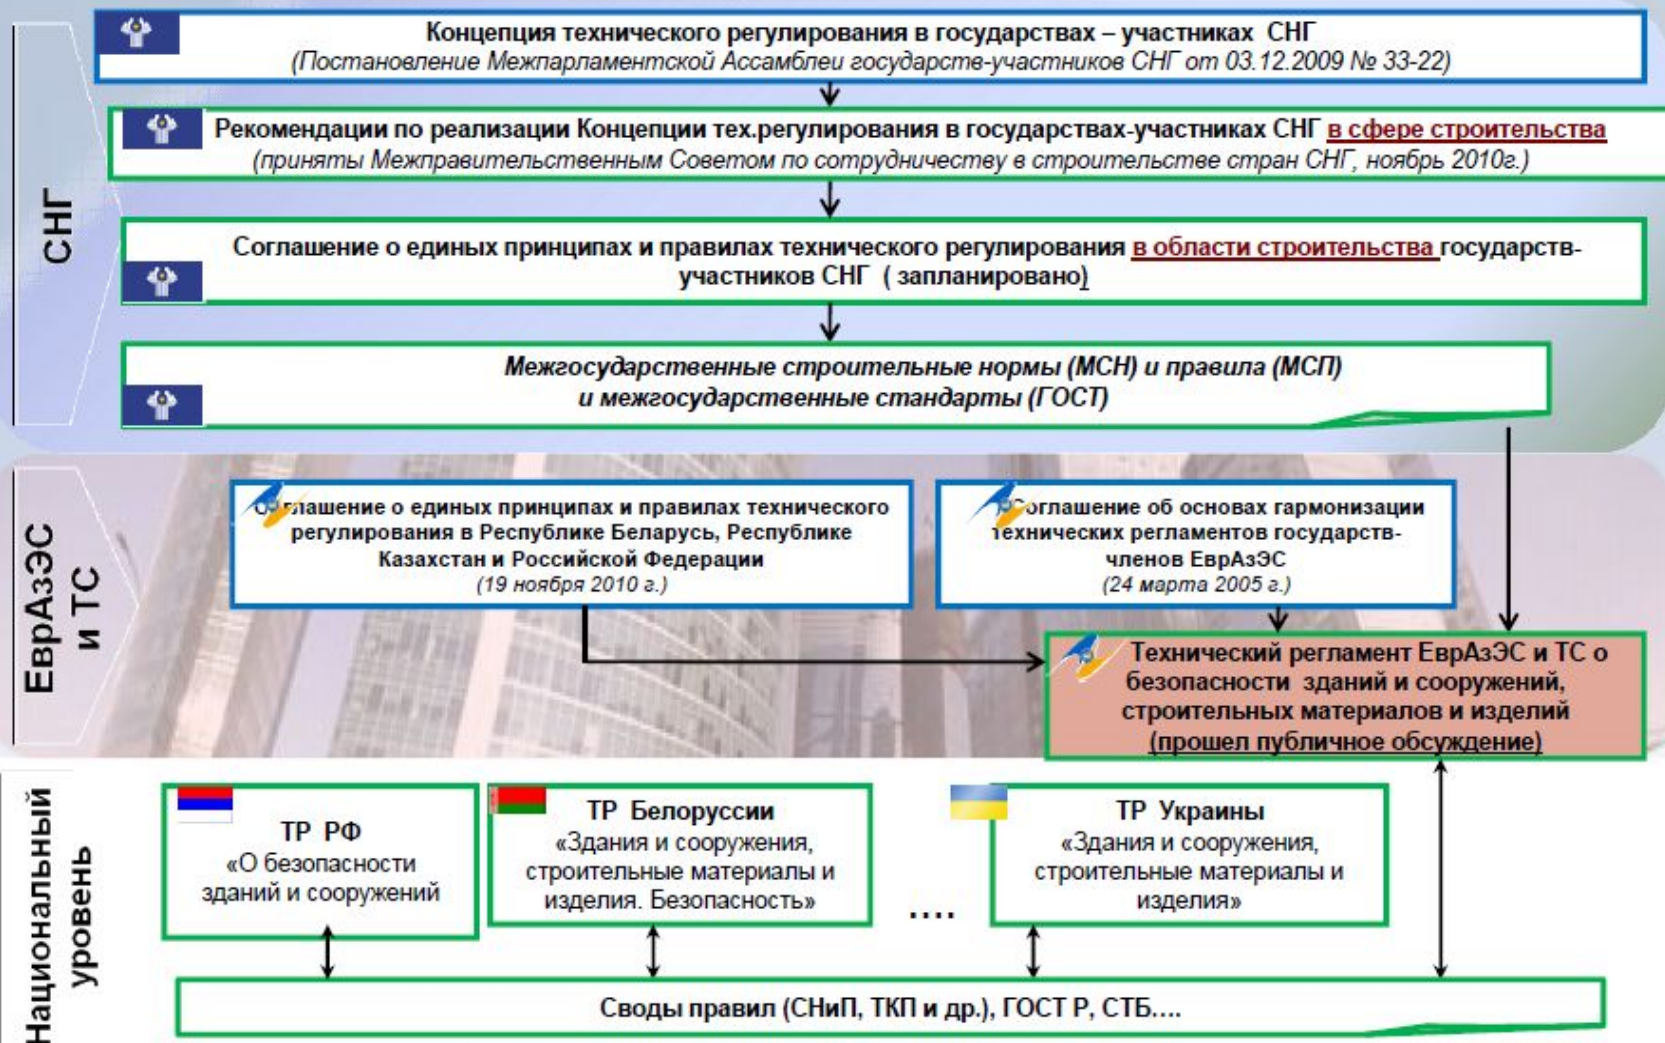 СНГ
Концепция технического регулирования в государствах – участниках СНГ
(Постановление Межпарламентской Ассамблеи государств-участников СНГ от 03.12.2009 № 33-22)
Рекомендации по реализации Концепции тех.регулирования в государствах-участниках СНГ в сфере строительства
(приняты Межправительственным Советом по сотрудничеству в строительстве стран СНГ, ноябрь 2010г.)
Соглашение о единых принципах и правилах технического регулирования в области строительства государств-
участников СНГ ( запланировано)
Межгосударственные строительные нормы (МСН) и правила (МСП)
и межгосударственные стандарты (ГОСТ)
ЕврАзЭС
и ТС
Соглашение о единых принципах и правилах технического
регулирования в Республике Беларусь, Республике
Казахстан и Российской Федерации
(19 ноября 2010 г.)
Соглашение об основах гармонизации
технических регламентов государств-
членов ЕврАзЭС
(24 марта 2005 г.)
Технический регламент ЕврАзЭС и ТС о
безопасности зданий и сооружений,
строительных материалов и изделий
(прошел публичное обсуждение)
Национальный
уровень
ТР РФ
«О безопасности
зданий и сооружений
ТР Белоруссии
«Здания и сооружения,
строительные материалы и
изделия. Безопасность»
....
ТР Украины
«Здания и сооружения,
строительные материалы и
изделия»
Своды правил (СНиП, ТКП и др.), ГОСТ Р, СТБ....